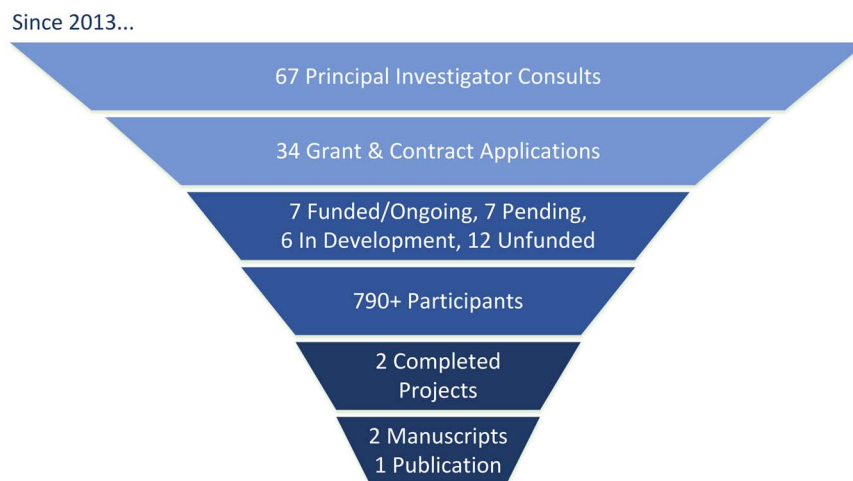 Since 2013...
67 Principal Investigator Consults
34 Grant & Contract Applications
7 Funded/Ongoing, 7 Pending,
6 In Development, 12 Unfunded
790+ Participants
2 Completed
Projects
2 Manuscripts
1 Publication